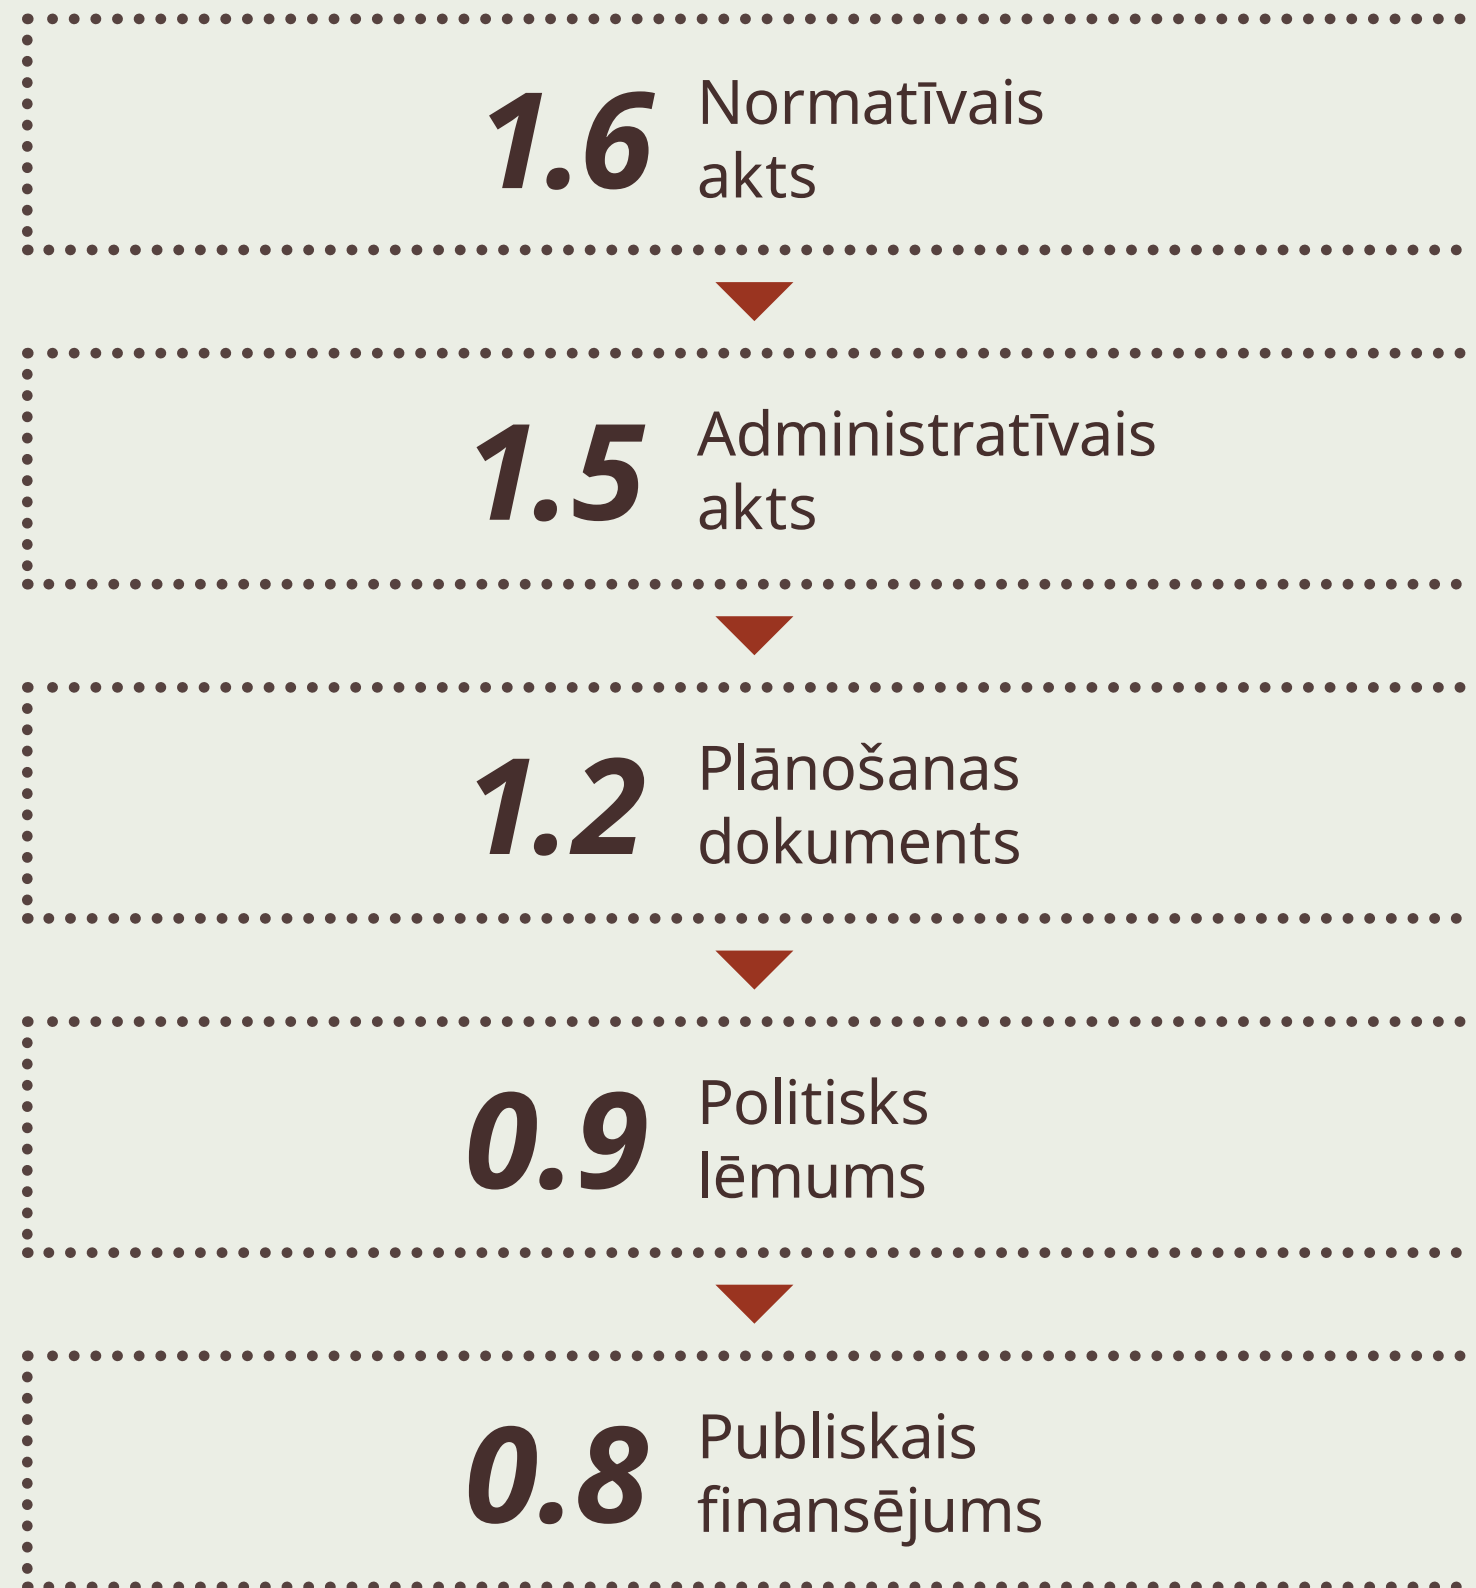 1.6 Normatīvais
akts
1.5 Administratīvais
akts
1.2 Plānošanas
dokuments
0.9 Politisks
lēmums
0.8 Publiskais
finansējums